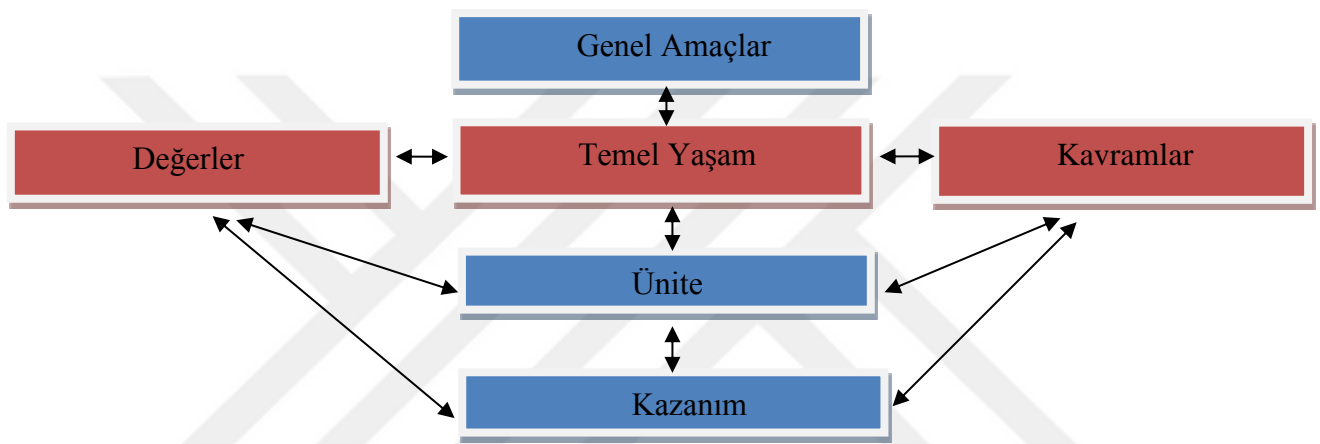 Genel Amaçlar
Değerler
Temel Yaşam
Kavramlar
Ünite
Kazanım